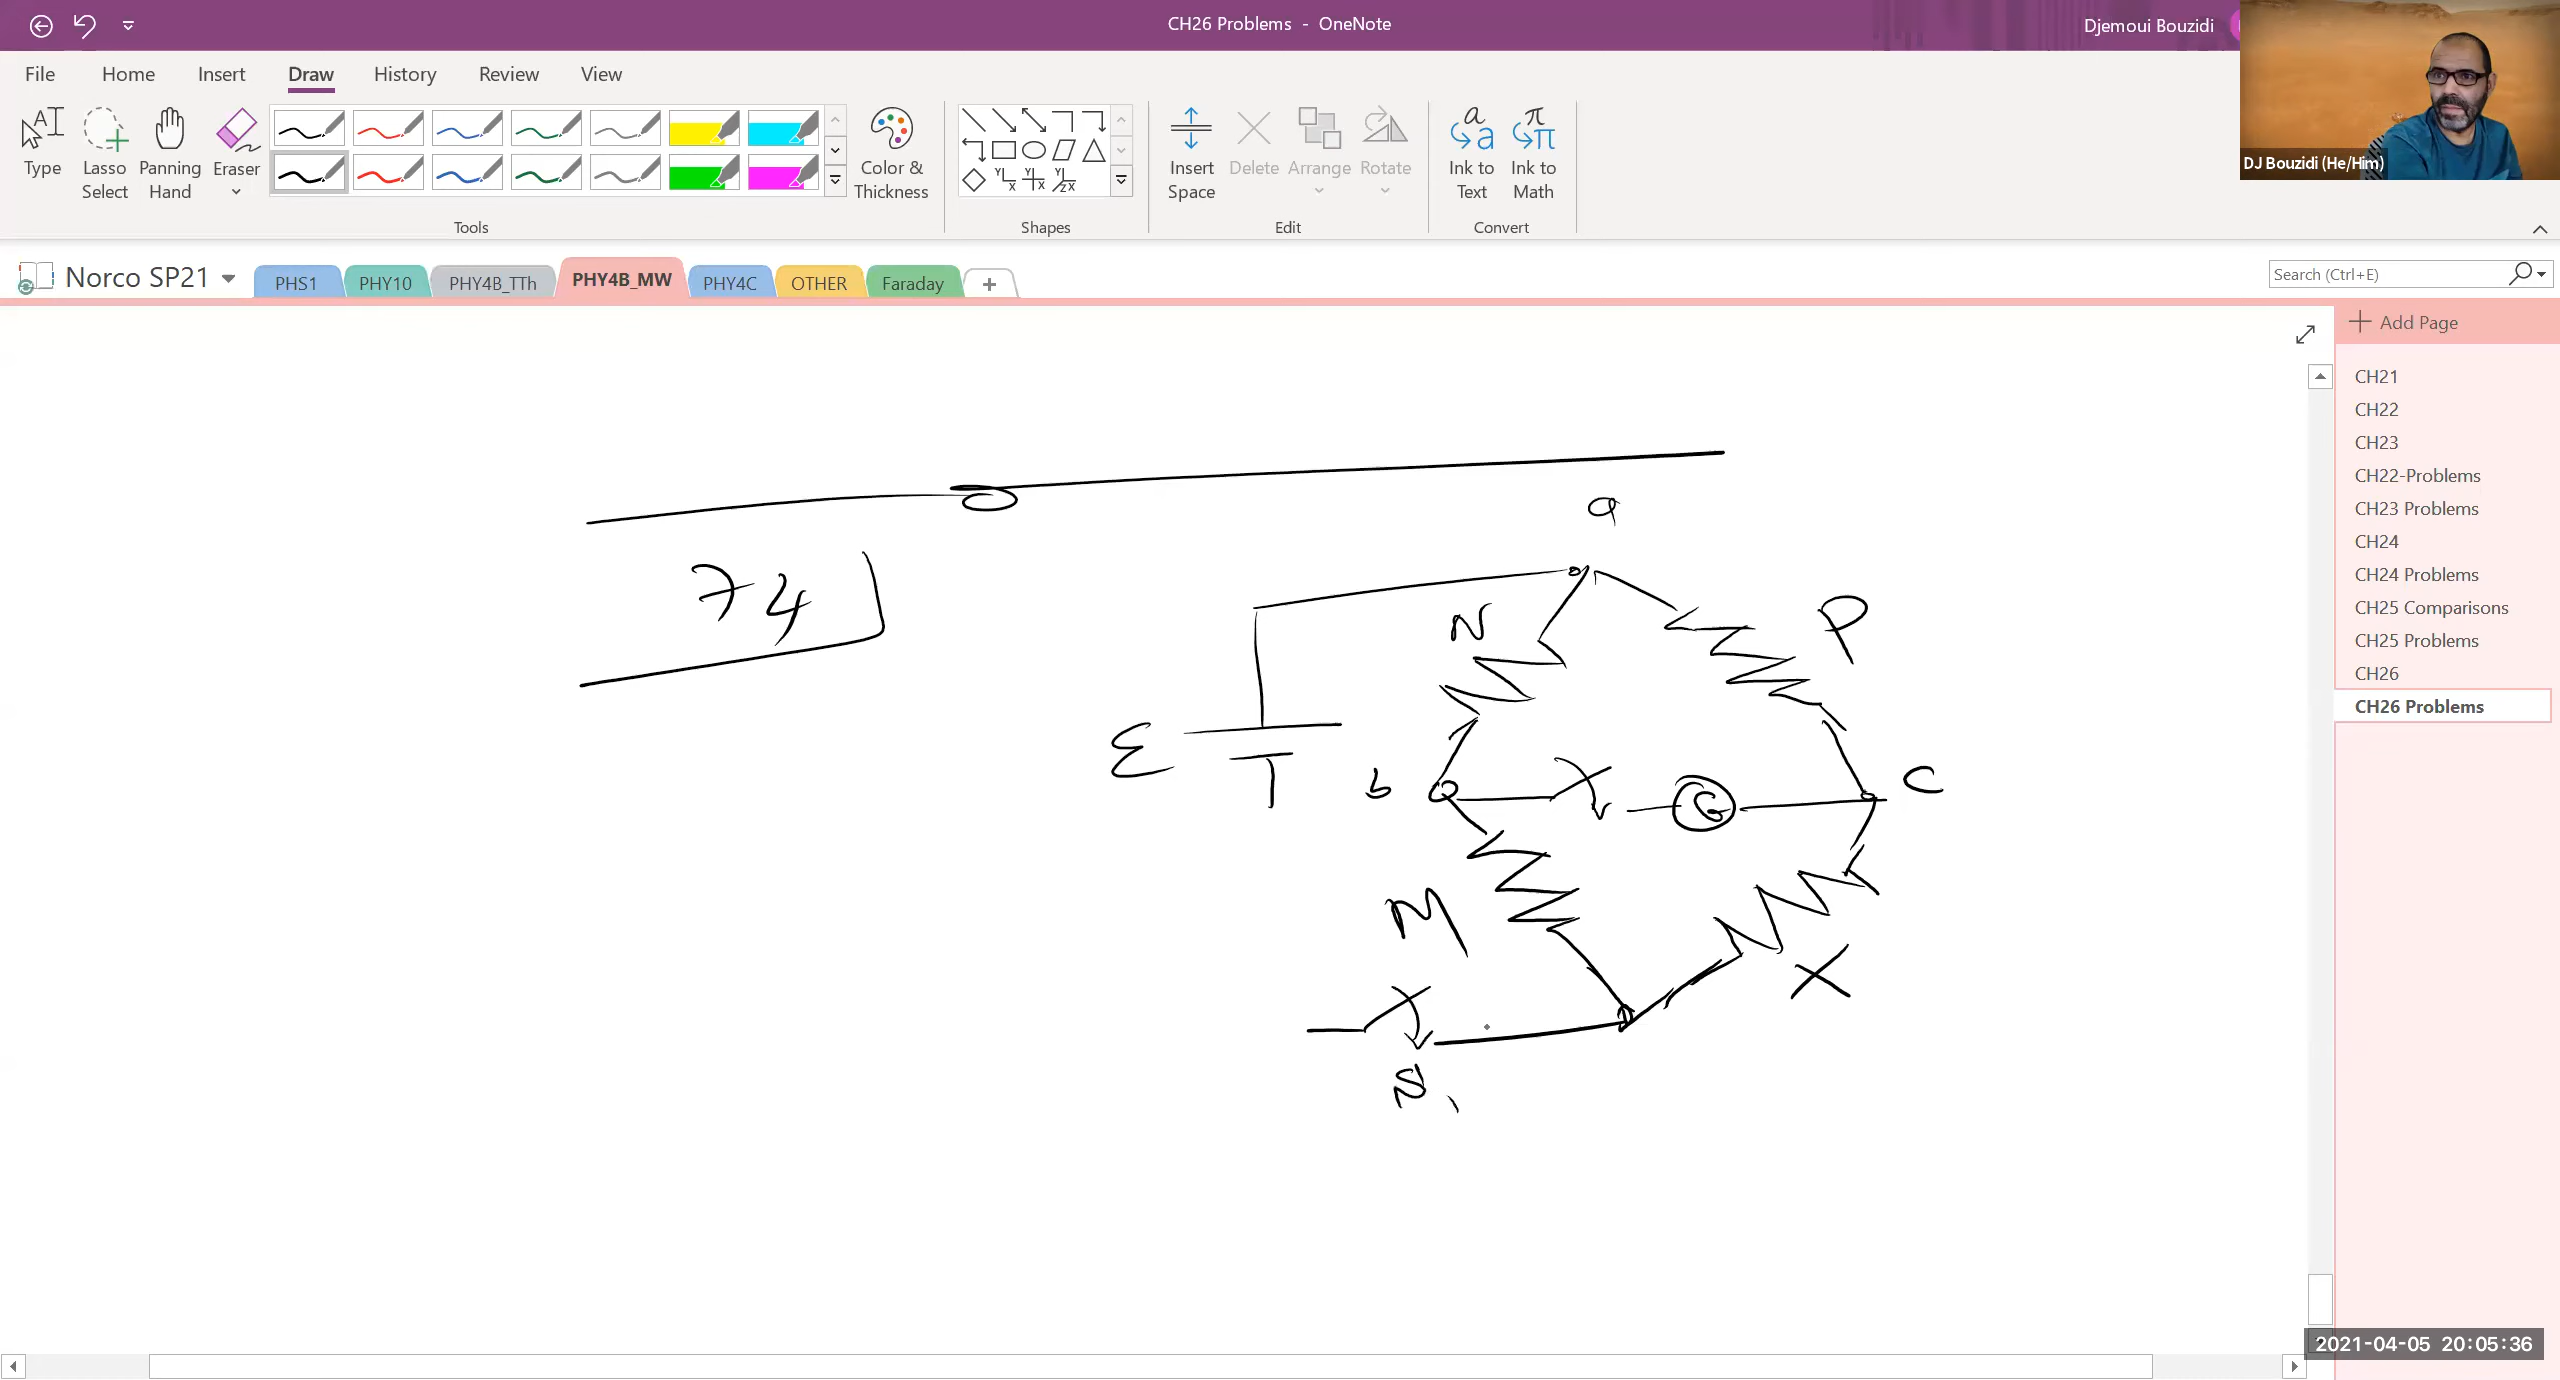 CH26 Problems - OneNote
Djemoui Bouzidi
File Home Insert Draw History Review View
Type
Lasso Select
Panning Hand
Eraser
Color & Thickness
Insert Space
Delete
Arrange
Rotate
Ink to Text
Ink to Math
Tools
Shapes
Edit
Convert
DJ Bouzidi (He/Him)
Norco SP21
PHS1 PHY10 PHY4B_TTh PHY4B_MW PHY4C OTHER Faraday
Search (Ctrl+E)
Add Page
CH21
CH22
CH23
CH22-Problems
CH23 Problems
CH24
CH24 Problems
CH25 Comparisons
CH25 Problems
CH26
CH26 Problems
74
a
N
P
ε
b
G
c
M
X
S1
2021-04-05 20:05:36